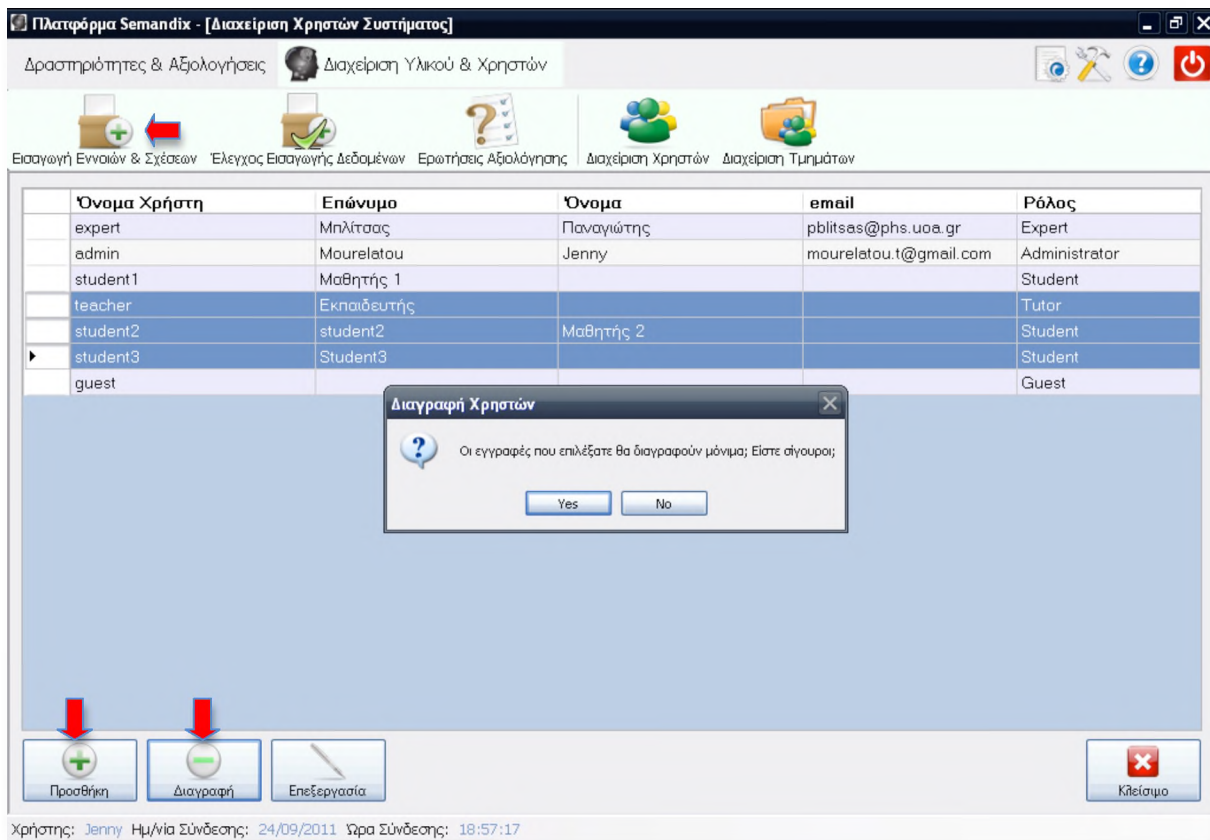 Πλατφόρμα Semandix - [Διαχείριση Χρηστών Συστήματος]
Δραστηριότητες & Αξιολογήσεις Διαχείριση Υλικού & Χρηστών
Εισαγωγή Εννοιών & Σχέσεων Έλεγχος Εισαγωγής Δεδομένων Ερωτήσεις Αξιολόγησης Διαχείριση Χρηστών Διαχείριση Τμημάτων
Όνομα Χρήστη Επώνυμο Όνομα email Ρόλος
expert Μπλίτσας Παναγιώτης pblitsas@phs.uoa.gr Expert
admin Mourelatou Jenny mourelatou.t@gmail.com Administrator
student1 Μαθητής 1 Student
teacher Εκπαιδευτής Tutor
student2 student2 Μαθητής 2 Student
student3 Student3 Student
guest Guest
Διαγραφή Χρηστών
Οι εγγραφές που επιλέξατε θα διαγραφούν μόνιμα; Είστε σίγουροι;
Yes No
Προσθήκη Διαγραφή Επεξεργασία Κλείσιμο
Χρήστης: Jenny Ημ/νία Σύνδεσης: 24/09/2011 Ώρα Σύνδεσης: 18:57:17